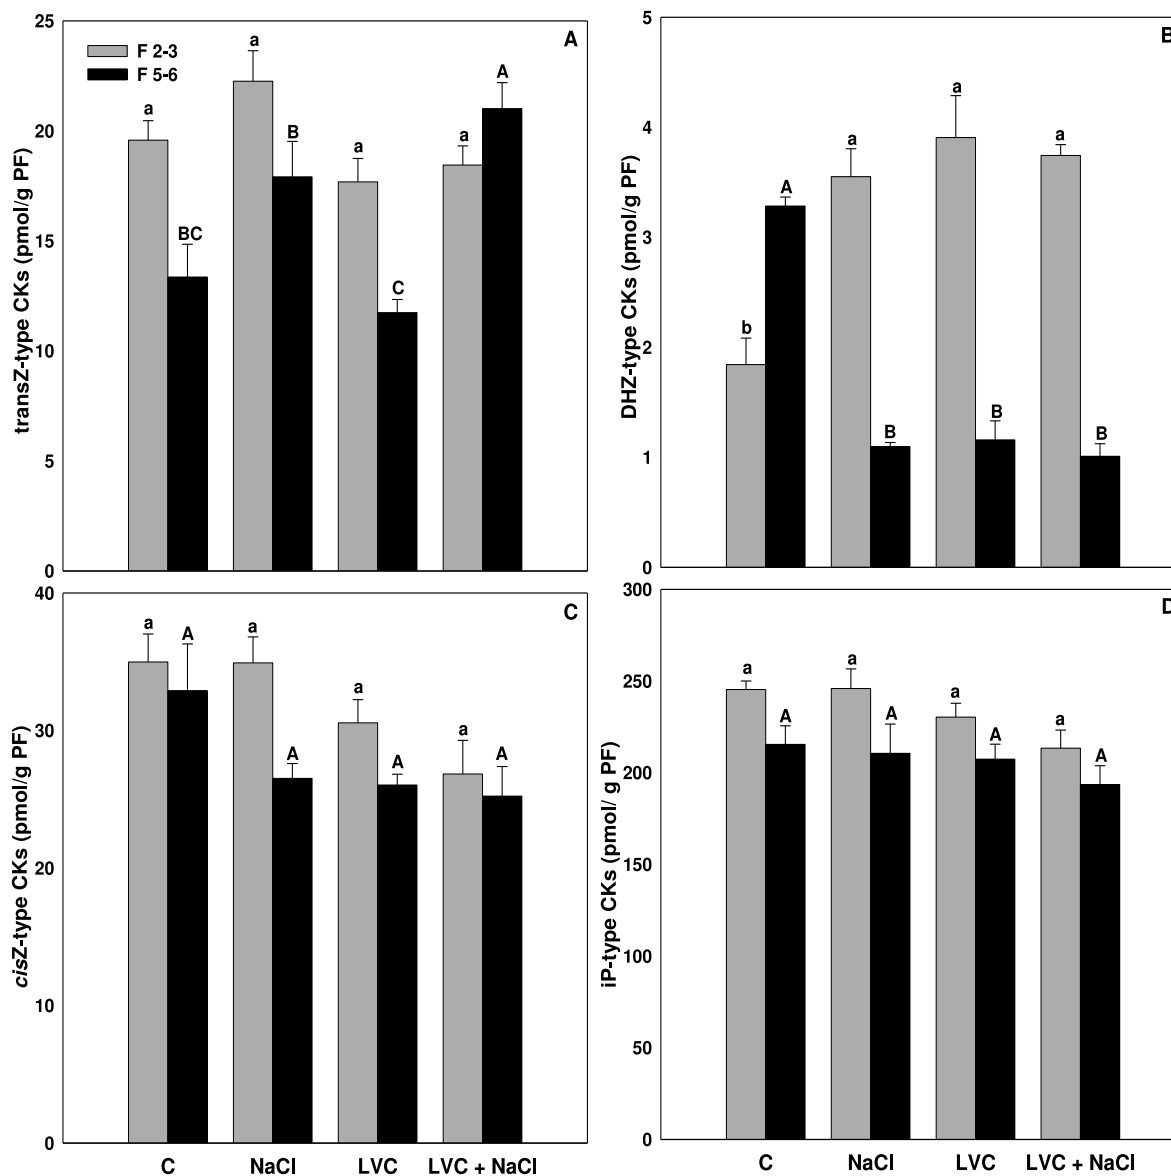 A
F 2-3
F 5-6
transZ-type CKs (pmol/g PF)
25
20
15
10
5
0
a
BC
a
B
a
C
a
A
B
DHZ-type CKs (pmol/g PF)
5
4
3
2
1
0
b
A
a
B
a
B
a
B
C
cisZ-type CKs (pmol/g PF)
40
30
20
10
0
a
A
a
A
a
A
a
A
C NaCl LVC LVC + NaCl
D
iP-type CKs (pmol/ g PF)
300
250
200
150
100
50
0
a
A
a
A
a
A
a
A
C NaCl LVC LVC + NaCl